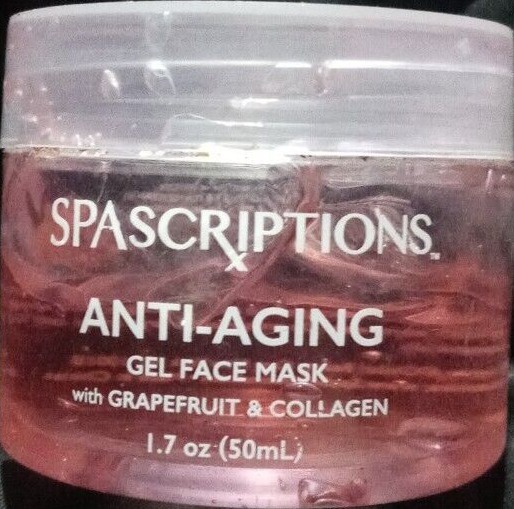 SPASCRIPTIONS™
ANTI-AGING
GEL FACE MASK
with GRAPEFRUIT & COLLAGEN
1.7 oz (50mL)